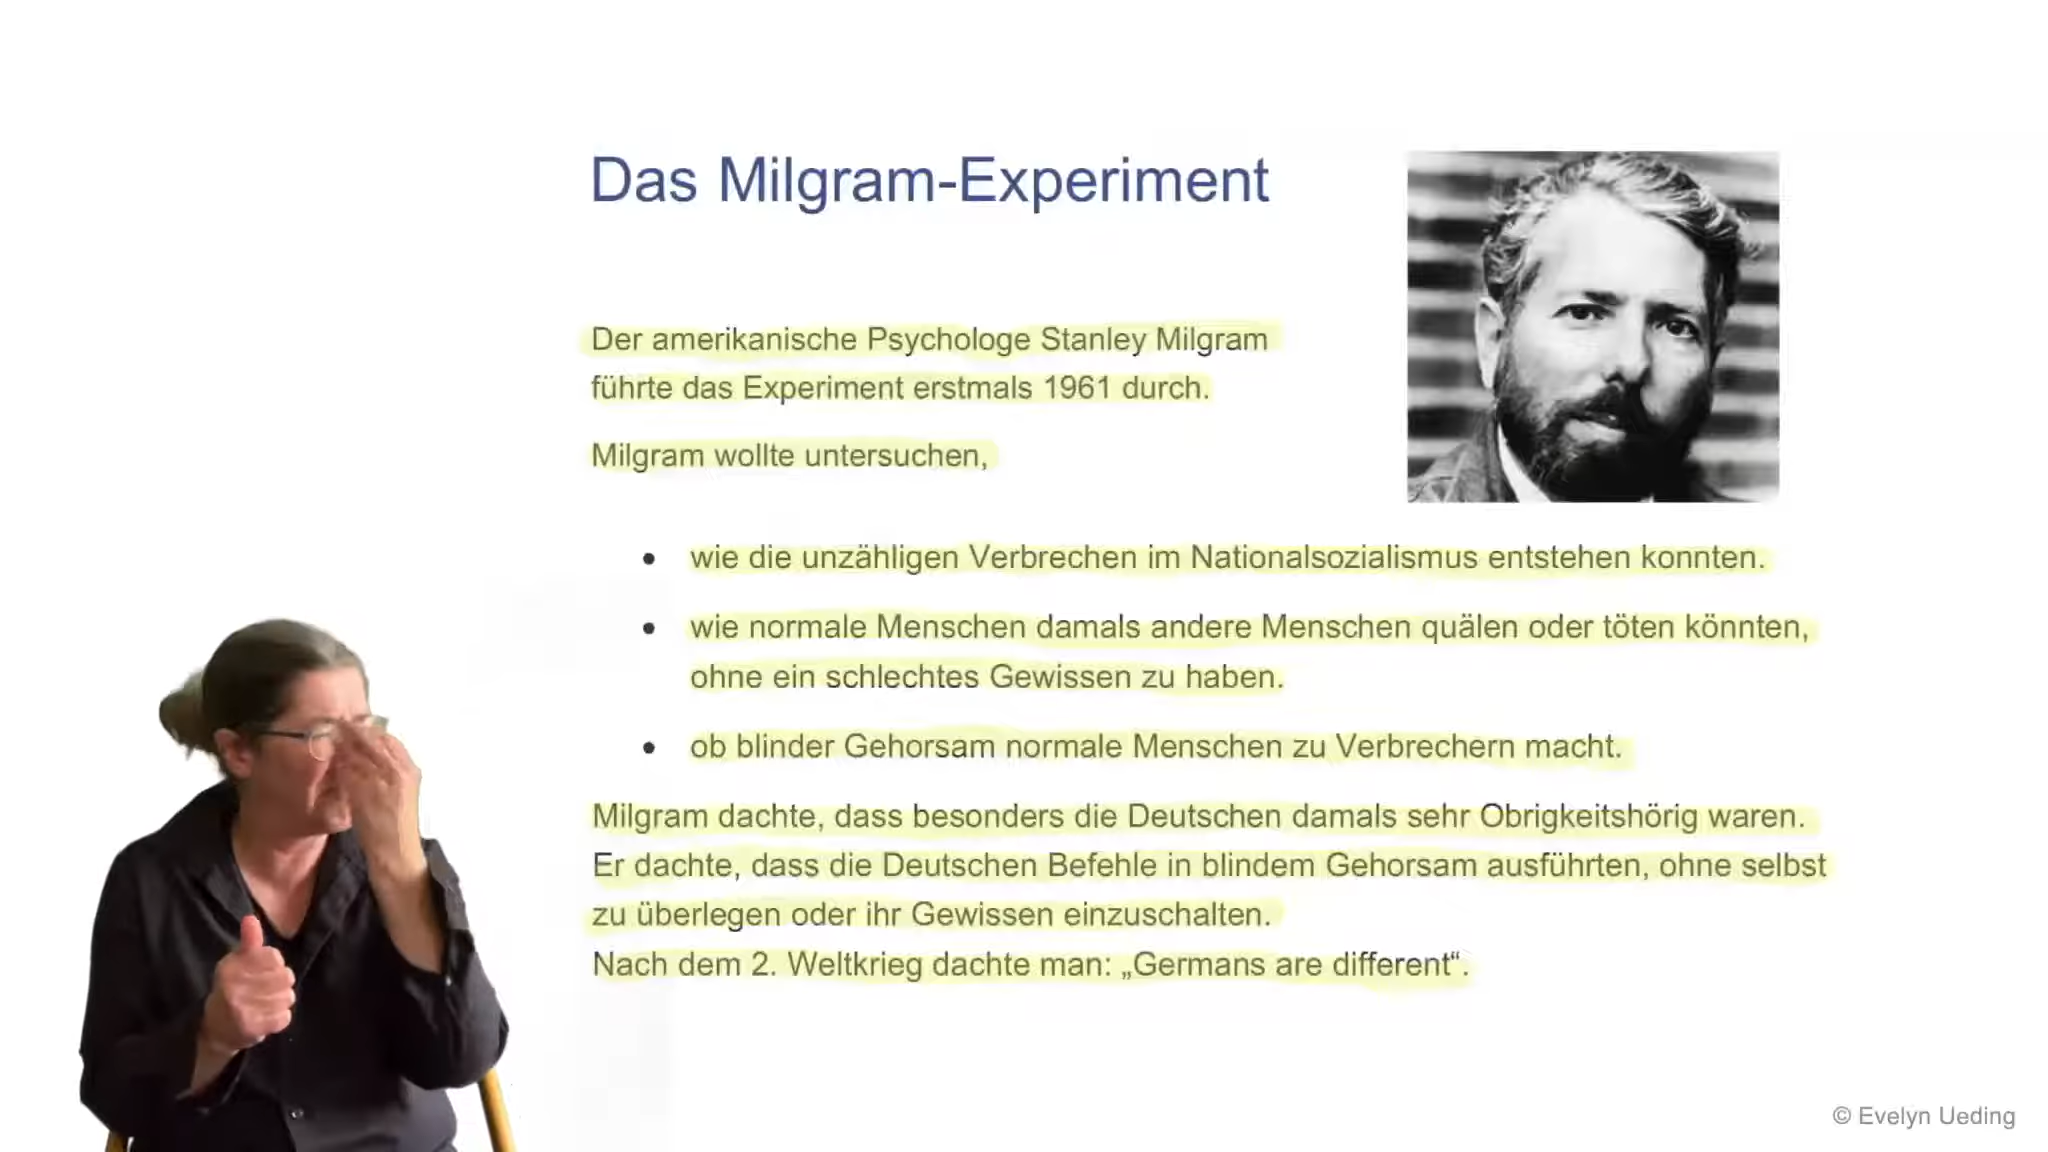 Das Milgram-Experiment
Der amerikanische Psychologe Stanley Milgram
führte das Experiment erstmals 1961 durch.
Milgram wollte untersuchen,
• wie die unzähligen Verbrechen im Nationalsozialismus entstehen konnten.
• wie normale Menschen damals andere Menschen quälen oder töten könnten,
ohne ein schlechtes Gewissen zu haben.
• ob blinder Gehorsam normale Menschen zu Verbrechern macht.
Milgram dachte, dass besonders die Deutschen damals sehr Obrigkeitshörig waren.
Er dachte, dass die Deutschen Befehle in blindem Gehorsam ausführten, ohne selbst
zu überlegen oder ihr Gewissen einzuschalten.
Nach dem 2. Weltkrieg dachte man: „Germans are different“.
© Evelyn Ueding